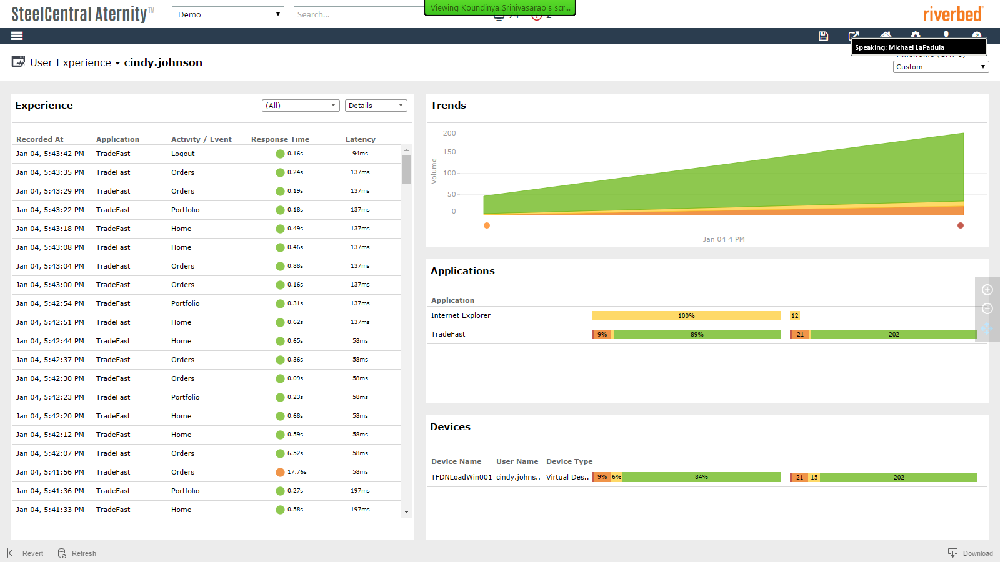 SteelCentral Aternity™
Demo
Search...
Viewing Koundinya Srinivasarao's scr...
riverbed
Speaking: Michael LaPadula
User Experience cindy.johnson
Custom
Experience
(All)
Details
Recorded At Application Activity / Event Response Time Latency
Jan 04, 5:43:42 PM TradeFast Logout 0.16s 94ms
Jan 04, 5:43:35 PM TradeFast Orders 0.24s 137ms
Jan 04, 5:43:29 PM TradeFast Orders 0.19s 137ms
Jan 04, 5:43:22 PM TradeFast Portfolio 0.18s 137ms
Jan 04, 5:43:18 PM TradeFast Home 0.49s 137ms
Jan 04, 5:43:08 PM TradeFast Home 0.46s 137ms
Jan 04, 5:43:04 PM TradeFast Orders 0.88s 137ms
Jan 04, 5:43:00 PM TradeFast Orders 0.16s 137ms
Jan 04, 5:42:54 PM TradeFast Portfolio 0.31s 137ms
Jan 04, 5:42:51 PM TradeFast Home 0.62s 137ms
Jan 04, 5:42:44 PM TradeFast Home 0.65s 58ms
Jan 04, 5:42:37 PM TradeFast Orders 0.36s 58ms
Jan 04, 5:42:30 PM TradeFast Orders 0.09s 58ms
Jan 04, 5:42:23 PM TradeFast Portfolio 0.23s 58ms
Jan 04, 5:42:20 PM TradeFast Home 0.68s 58ms
Jan 04, 5:42:12 PM TradeFast Home 0.59s 58ms
Jan 04, 5:42:07 PM TradeFast Orders 6.52s 58ms
Jan 04, 5:41:56 PM TradeFast Orders 17.76s 58ms
Jan 04, 5:41:36 PM TradeFast Portfolio 0.27s 197ms
Jan 04, 5:41:33 PM TradeFast Home 0.58s 197ms
Trends
Volume
200
150
100
50
0
Jan 04 4 PM
Applications
Application
Internet Explorer 100% 12
TradeFast 9% 89% 21 202
Devices
Device Name User Name Device Type
TFDNLoadWin001 cindy.johns.. Virtual Des.. 9% 6% 84% 21 15 202
Revert
Refresh
Download